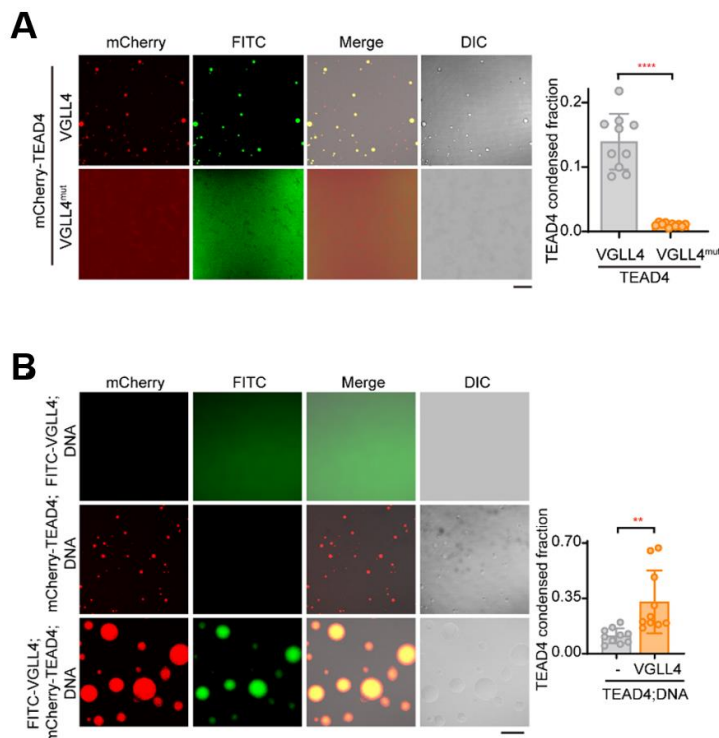 A
mCherry FITC Merge DIC
mCherry-TEAD4
VGLL4
VGLL4mut
TEAD4 condensed fraction
0.2
0.1
0.0
****
VGLL4 VGLL4mut
TEAD4
B
mCherry FITC Merge DIC
FITC-VGLL4;
DNA
mCherry-TEAD4;
DNA
FITC-VGLL4;
mCherry-TEAD4;
DNA
TEAD4 condensed fraction
0.70
0.35
0.00
**
- VGLL4
TEAD4;DNA